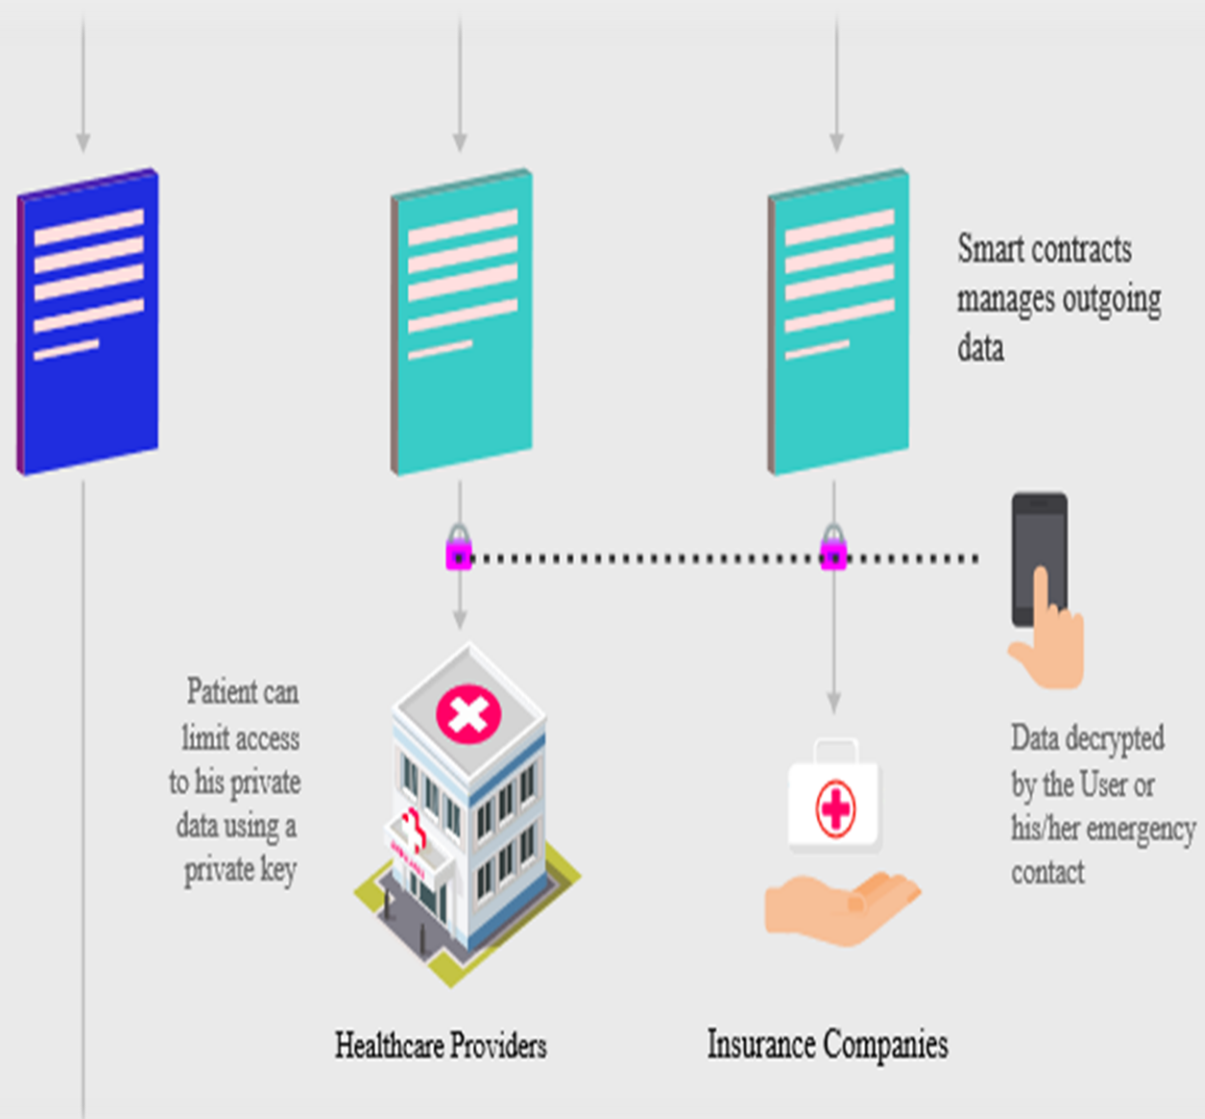 Smart contracts
manages outgoing
data
Patient can
limit access
to his private
data using a
private key
Data decrypted
by the User or
his/her emergency
contact
Healthcare Providers
Insurance Companies